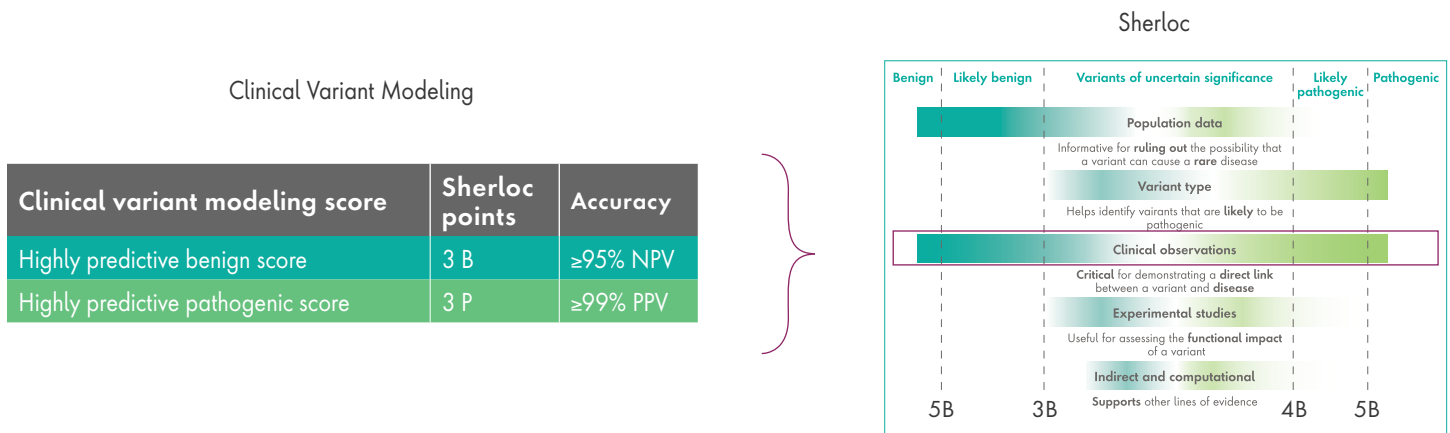 Sherloc
Clinical Variant Modeling
Clinical variant modeling score
Sherloc
points
Accuracy
Highly predictive benign score
3 B
≥95% NPV
Highly predictive pathogenic score
3 P
≥99% PPV
Benign
Likely benign
Variants of uncertain significance
Likely
pathogenic
Pathogenic
Population data
Informative for ruling out the possibility that
a variant can cause a rare disease
Variant type
Helps identify vairants that are likely to be
pathogenic
Clinical observations
Critical for demonstrating a direct link
between a variant and disease
Experimental studies
Useful for assessing the functional impact
of a variant
Indirect and computational
Supports other lines of evidence
5B
3B
4B
5B